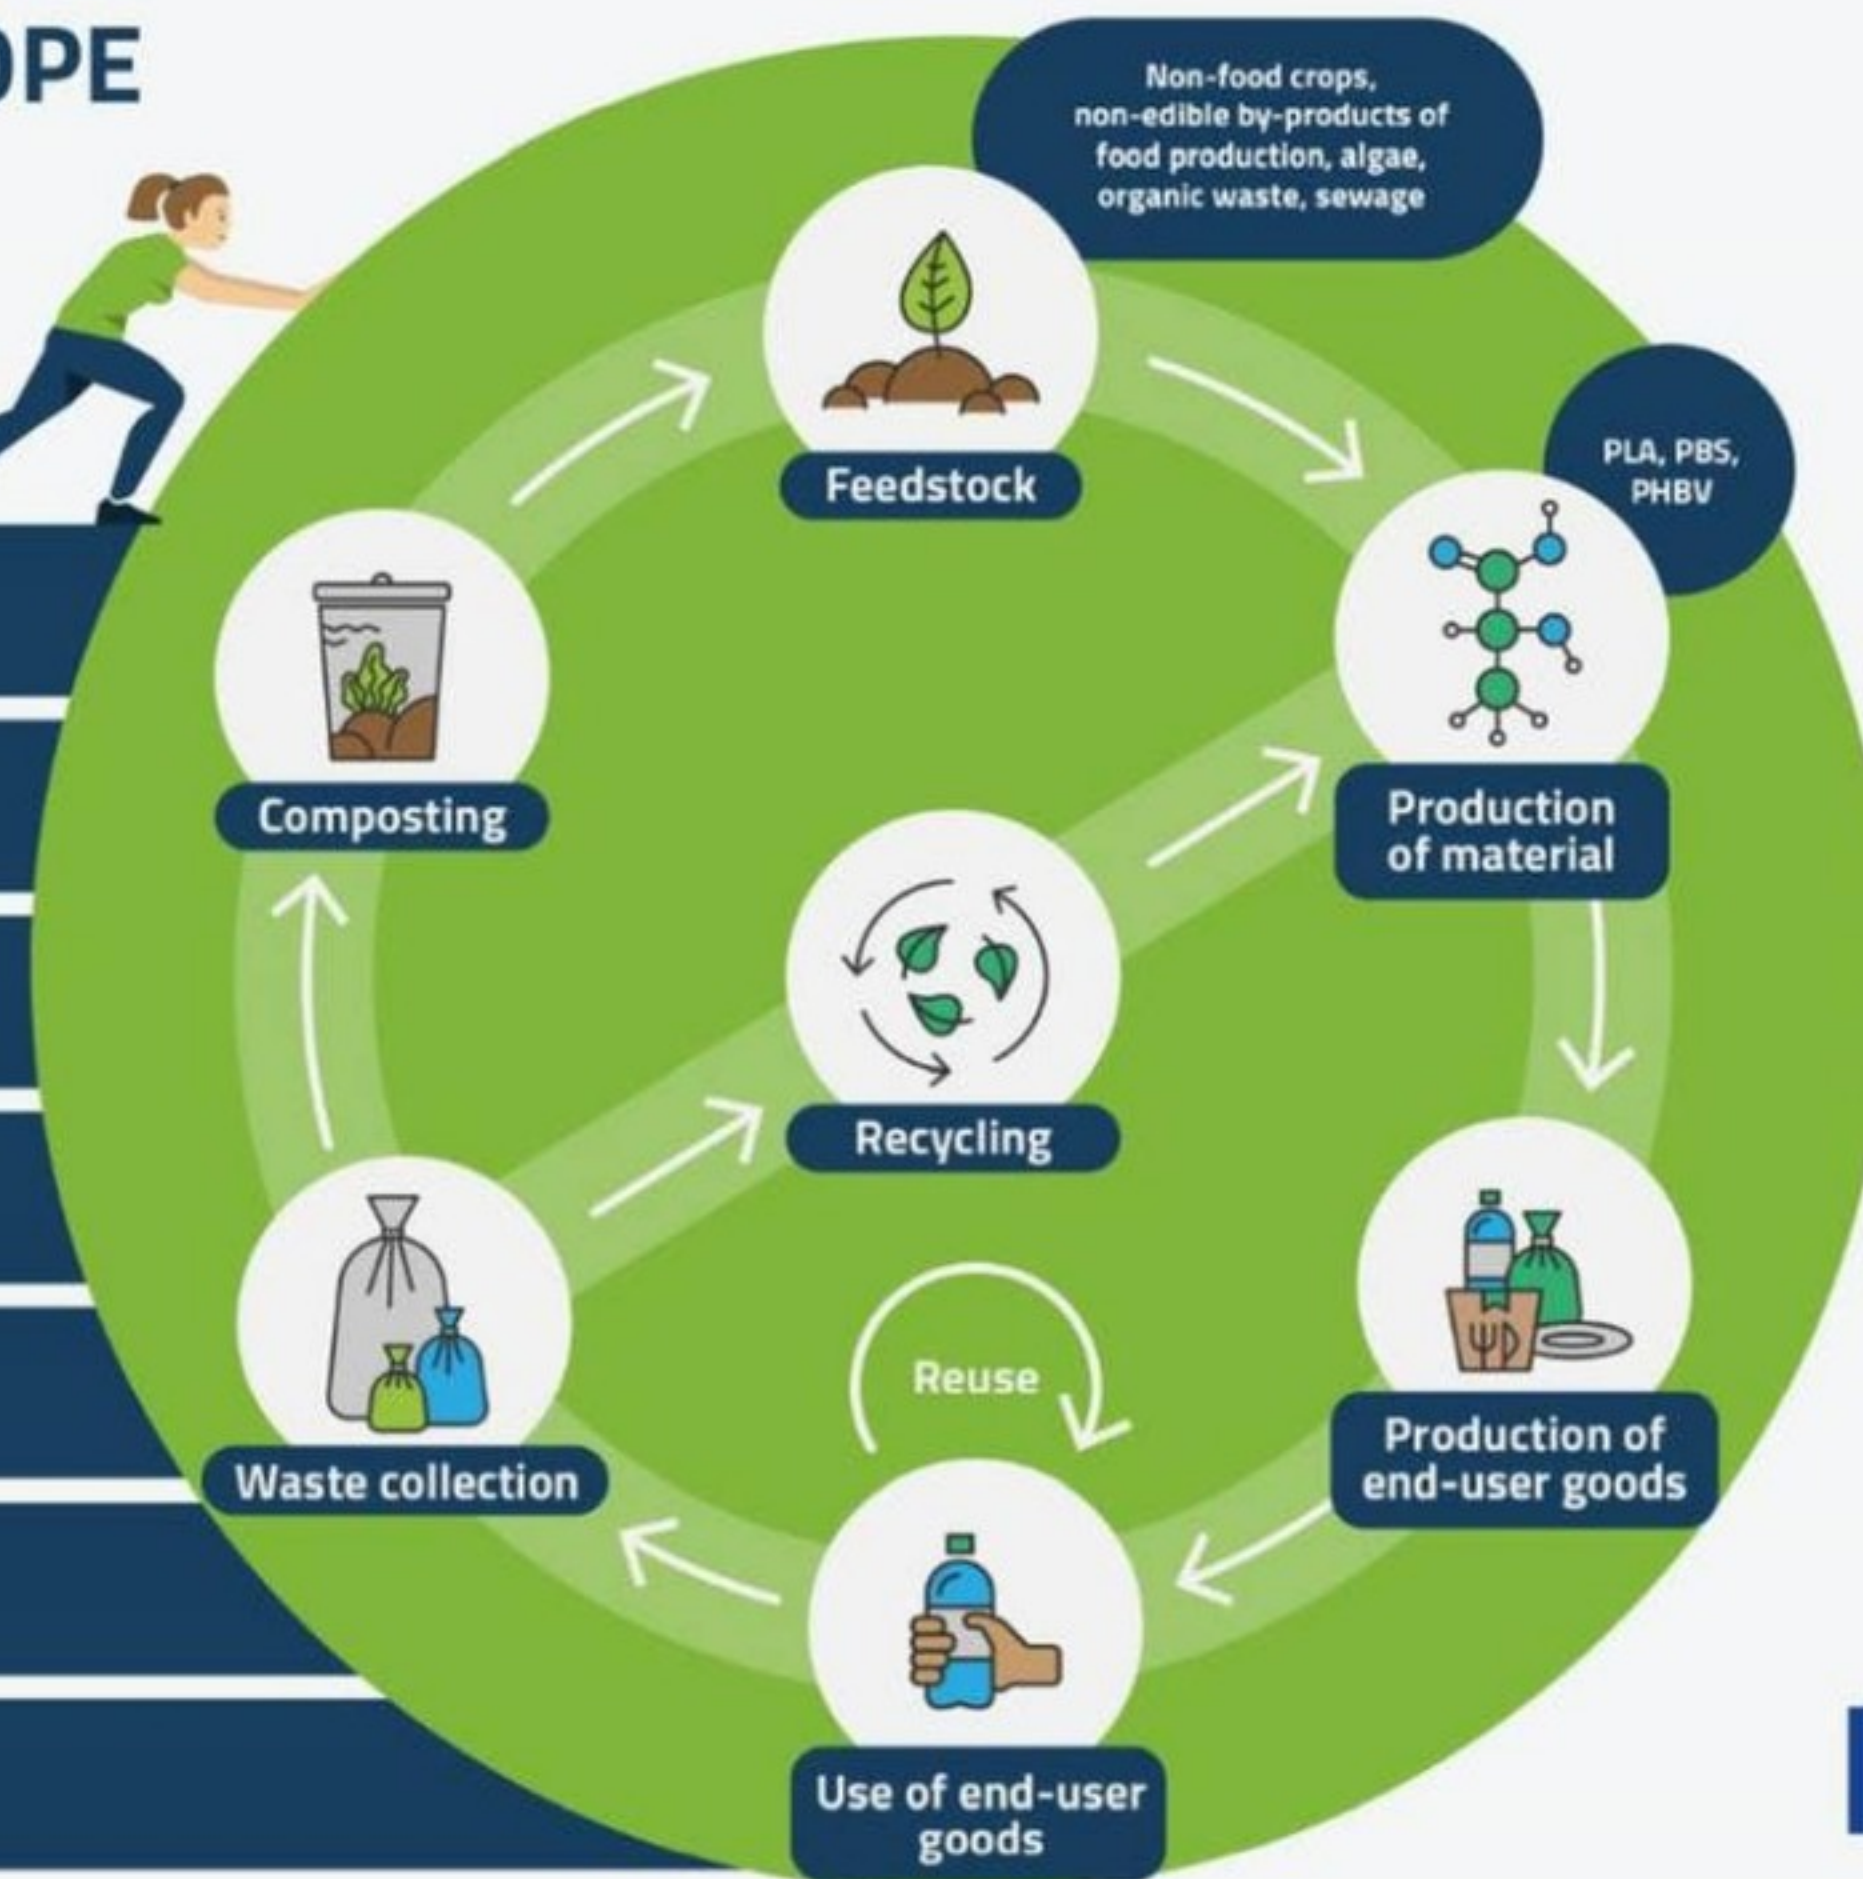 OPE
Non-food crops,
non-edible by-products of
food production, algae,
organic waste, sewage
Feedstock
PLA, PBS,
PHBV
Production
of material
Composting
Recycling
Reuse
Production of
end-user goods
Waste collection
Use of end-user
goods